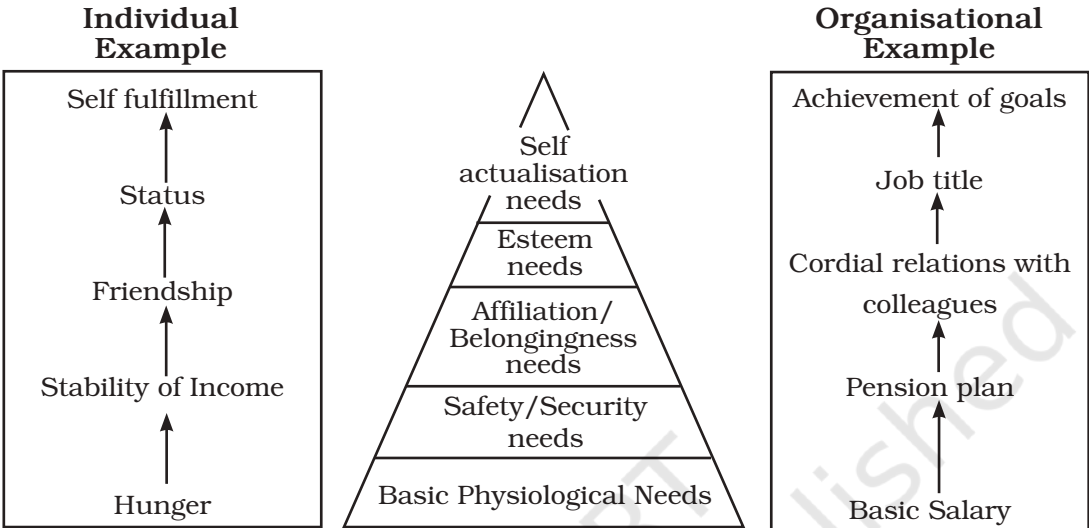 Individual
Example
Self fulfillment
Status
Friendship
Stability of Income
Hunger
Self
actualisation
needs
Esteem
needs
Affiliation/
Belongingness
needs
Safety/Security
needs
Basic Physiological Needs
Organisational
Example
Achievement of goals
Job title
Cordial relations with
colleagues
Pension plan
Basic Salary